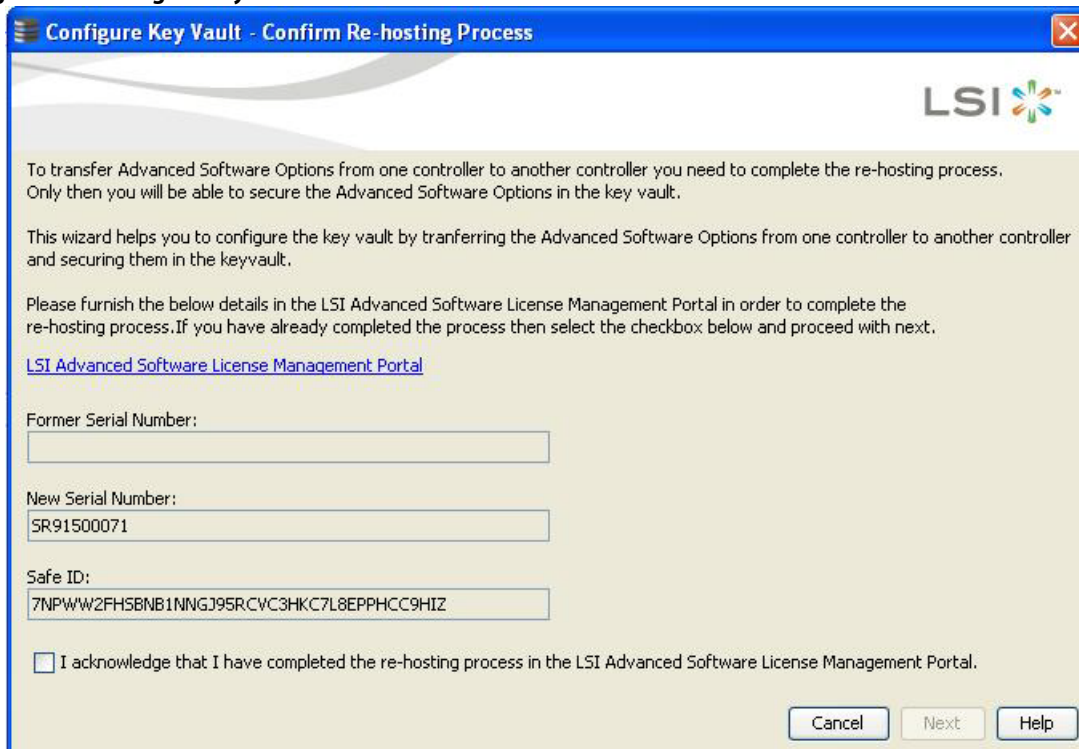 Configure Key Vault - Confirm Re-hosting Process
LSI
To transfer Advanced Software Options from one controller to another controller you need to complete the re-hosting process.
Only then you will be able to secure the Advanced Software Options in the key vault.
This wizard helps you to configure the key vault by tranferring the Advanced Software Options from one controller to another controller
and securing them in the keyvault.
Please furnish the below details in the LSI Advanced Software License Management Portal in order to complete the
re-hosting process.If you have already completed the process then select the checkbox below and proceed with next.
LSI Advanced Software License Management Portal
Former Serial Number:
New Serial Number:
SR91500071
Safe ID:
7NPWW2FHSBNB1NNGJ95RCVC3HKC7L8EPPHCC9HIZ
I acknowledge that I have completed the re-hosting process in the LSI Advanced Software License Management Portal.
Cancel
Next
Help